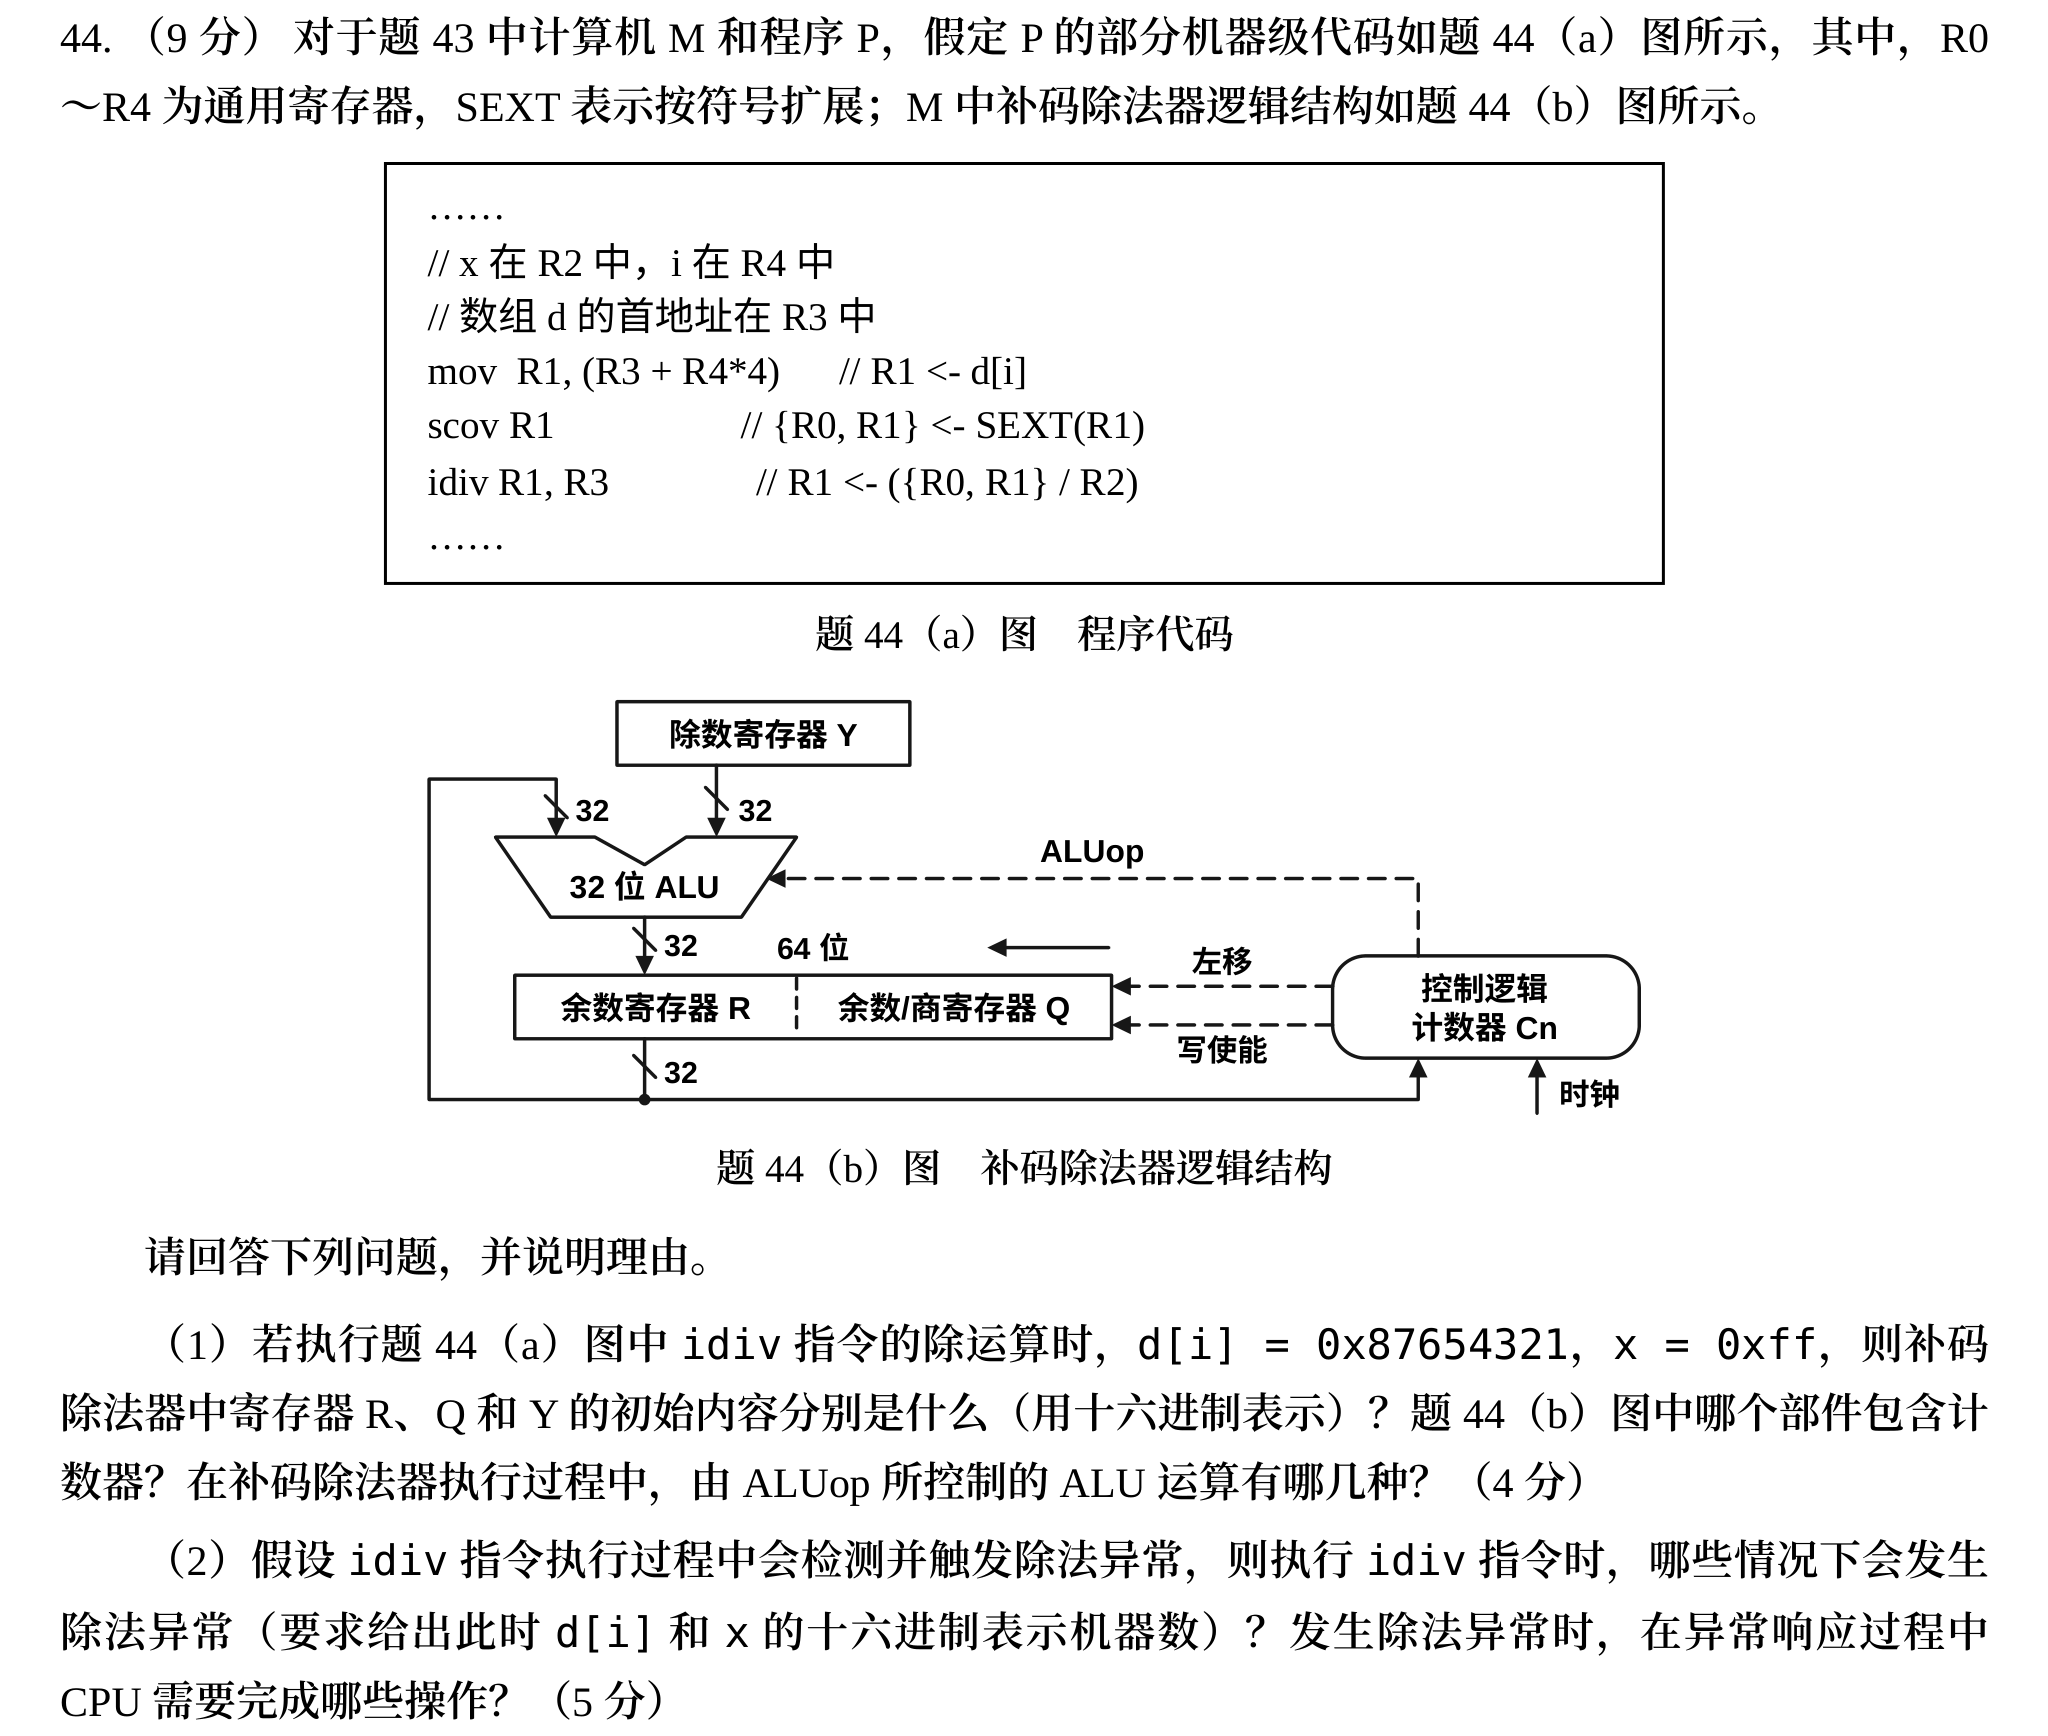 44. （9 分） 对于题 43 中计算机 M 和程序 P，假定 P 的部分机器级代码如题 44（a）图所示，其中，R0
～R4 为通用寄存器，SEXT 表示按符号扩展；M 中补码除法器逻辑结构如题 44（b）图所示。
……
// x 在 R2 中，i 在 R4 中
// 数组 d 的首地址在 R3 中
mov R1, (R3 + R4*4) // R1 <- d[i]
scov R1 // {R0, R1} <- SEXT(R1)
idiv R1, R3 // R1 <- ({R0, R1} / R2)
……
题 44（a）图 程序代码
除数寄存器 Y
32
32
ALUop
32 位 ALU
32
64 位
左移
余数寄存器 R
余数/商寄存器 Q
控制逻辑
计数器 Cn
写使能
32
时钟
题 44（b）图 补码除法器逻辑结构
请回答下列问题，并说明理由。
（1）若执行题 44（a）图中 idiv 指令的除运算时，d[i] = 0x87654321，x = 0xff，则补码
除法器中寄存器 R、Q 和 Y 的初始内容分别是什么（用十六进制表示）？题 44（b）图中哪个部件包含计
数器？在补码除法器执行过程中，由 ALUop 所控制的 ALU 运算有哪几种？（4 分）
（2）假设 idiv 指令执行过程中会检测并触发除法异常，则执行 idiv 指令时，哪些情况下会发生
除法异常（要求给出此时 d[i] 和 x 的十六进制表示机器数）？发生除法异常时，在异常响应过程中
CPU 需要完成哪些操作？（5 分）